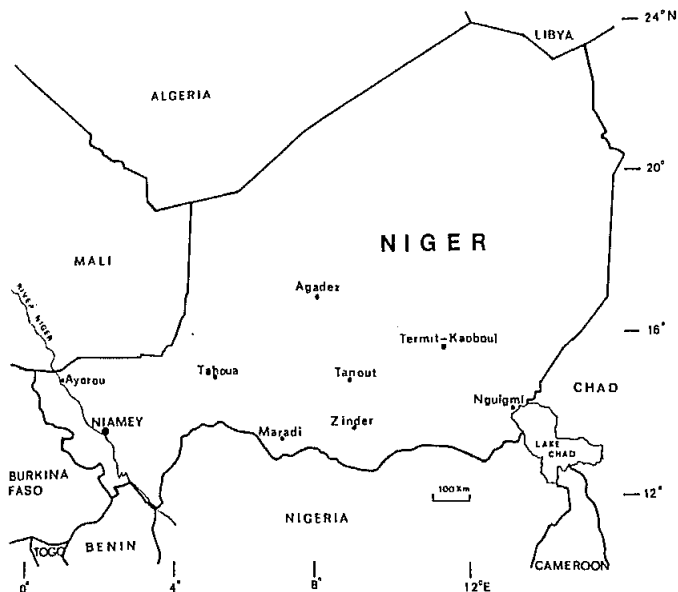 24°N
LIBYA
ALGERIA
20°
NIGER
MALI
RIVER NIGER
Agadez
16°
Termit-Kaoboul
Ayorou
Tahoua
Tanout
CHAD
Nguigmi
NIAMEY
Maradi
Zinder
LAKE
CHAD
BURKINA
FASO
100 Km
12°
NIGERIA
TOGO
BENIN
CAMEROON
0°
4°
8°
12°E